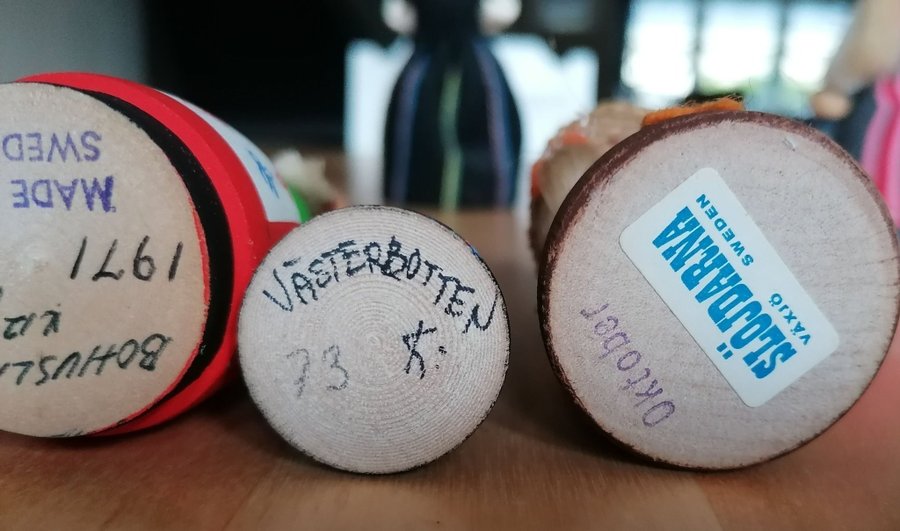 BOHUSL
1971
MADE
SWED
VÄSTERBOTTEN
73 K.
SLÖJDARNA
VÄXJÖ SWEDEN
Oktober